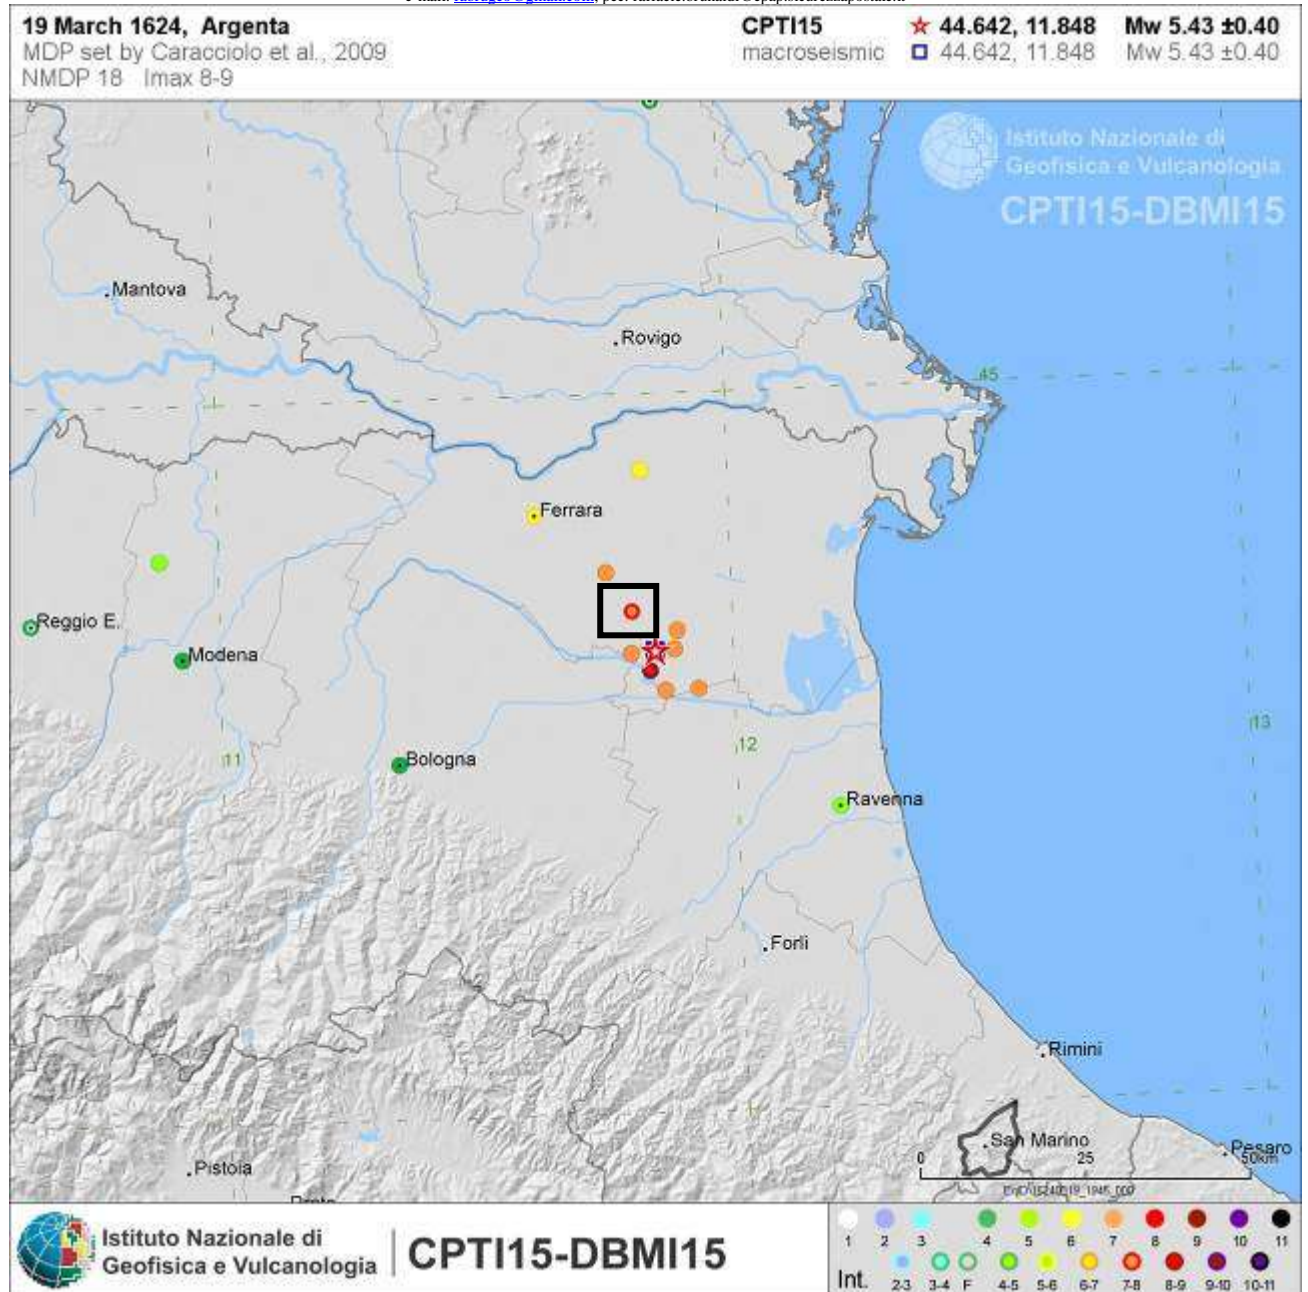 19 March 1624, Argenta
MDP set by Caracciolo et al., 2009
NMDP 18 Imax 8-9
CPTI15 44.642, 11.848 Mw 5.43 ±0.40
macroseismic 44.642, 11.848 Mw 5.43 ±0.40
Istituto Nazionale di
Geofisica e Vulcanologia
CPTI15-DBMI15
Mantova
Rovigo
45
Ferrara
Reggio E.
Modena
13
12
11
Bologna
Ravenna
Forlì
Rimini
San Marino
Pesaro
0 25 50km
Pistoia
Istituto Nazionale di
Geofisica e Vulcanologia
CPTI15-DBMI15
1 2 3 4 5 6 7 8 9 10 11
Int. 2-3 3-4 F 4-5 5-6 6-7 7-8 8-9 9-10 10-11